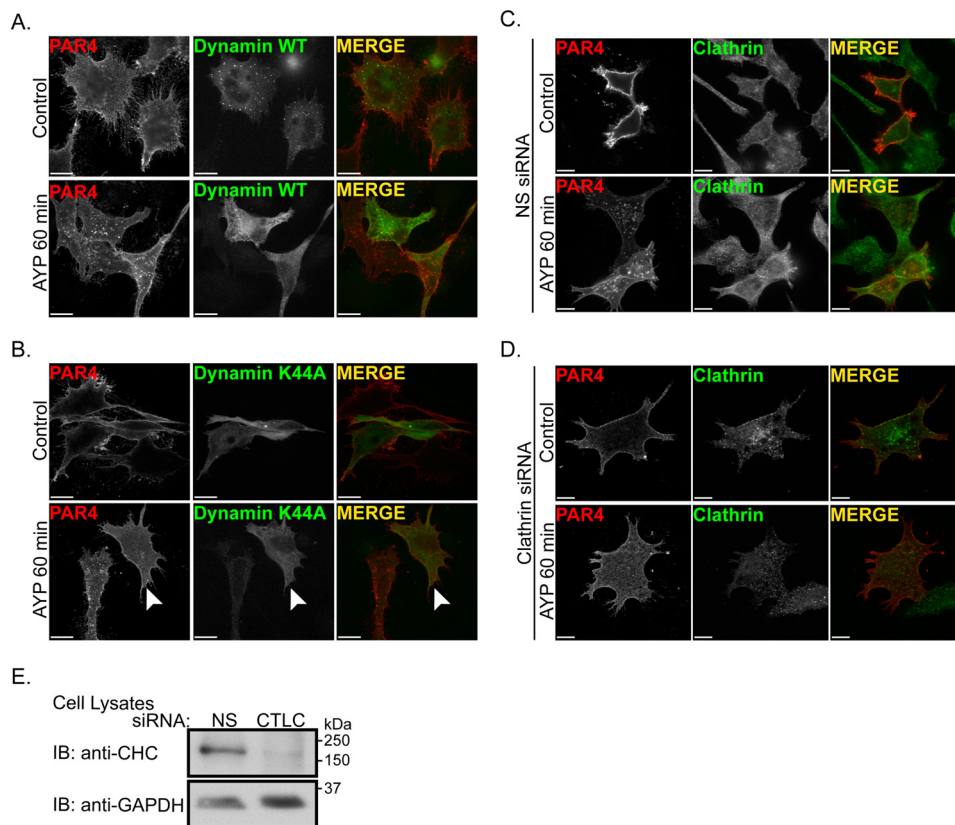 A.
PAR4 Dynamin WT MERGE
Control
PAR4 Dynamin WT MERGE
AYP 60 min
B.
PAR4 Dynamin K44A MERGE
Control
PAR4 Dynamin K44A MERGE
AYP 60 min
C.
NS siRNA
PAR4 Clathrin MERGE
Control
PAR4 Clathrin MERGE
AYP 60 min
D.
Clathrin siRNA
PAR4 Clathrin MERGE
Control
PAR4 Clathrin MERGE
AYP 60 min
E.
Cell Lysates
siRNA: NS CTLC kDa
250
IB: anti-CHC
150
37
IB: anti-GAPDH